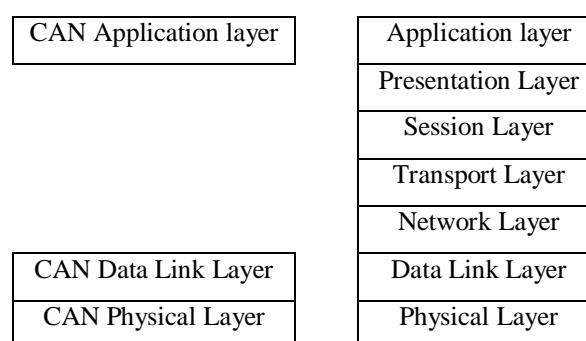 CAN Application layer
Application layer
Presentation Layer
Session Layer
Transport Layer
Network Layer
CAN Data Link Layer
Data Link Layer
CAN Physical Layer
Physical Layer